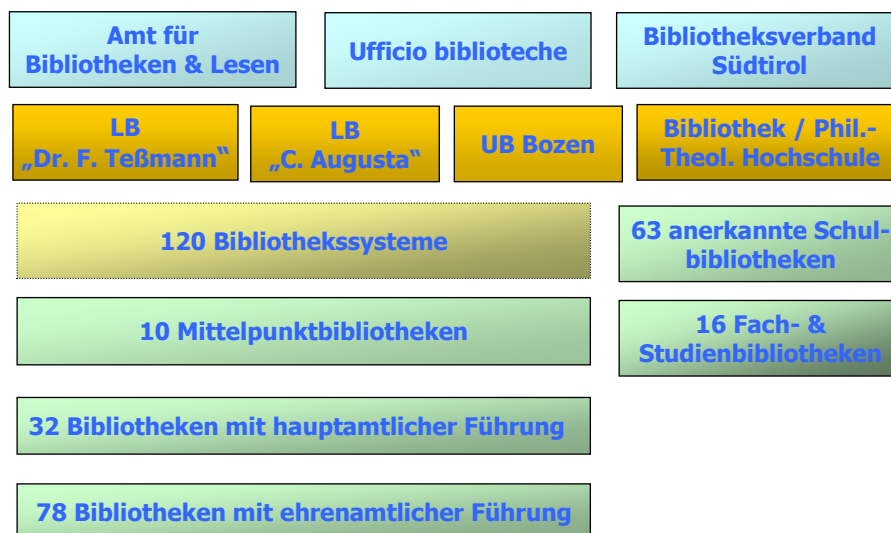 Amt für
Bibliotheken & Lesen
Ufficio biblioteche
Bibliotheksverband
Südtirol
LB
„Dr. F. Teßmann“
LB
„C. Augusta“
UB Bozen
Bibliothek / Phil.-
Theol. Hochschule
120 Bibliothekssysteme
63 anerkannte Schul-
bibliotheken
10 Mittelpunktbibliotheken
16 Fach- &
Studienbibliotheken
32 Bibliotheken mit hauptamtlicher Führung
78 Bibliotheken mit ehrenamtlicher Führung